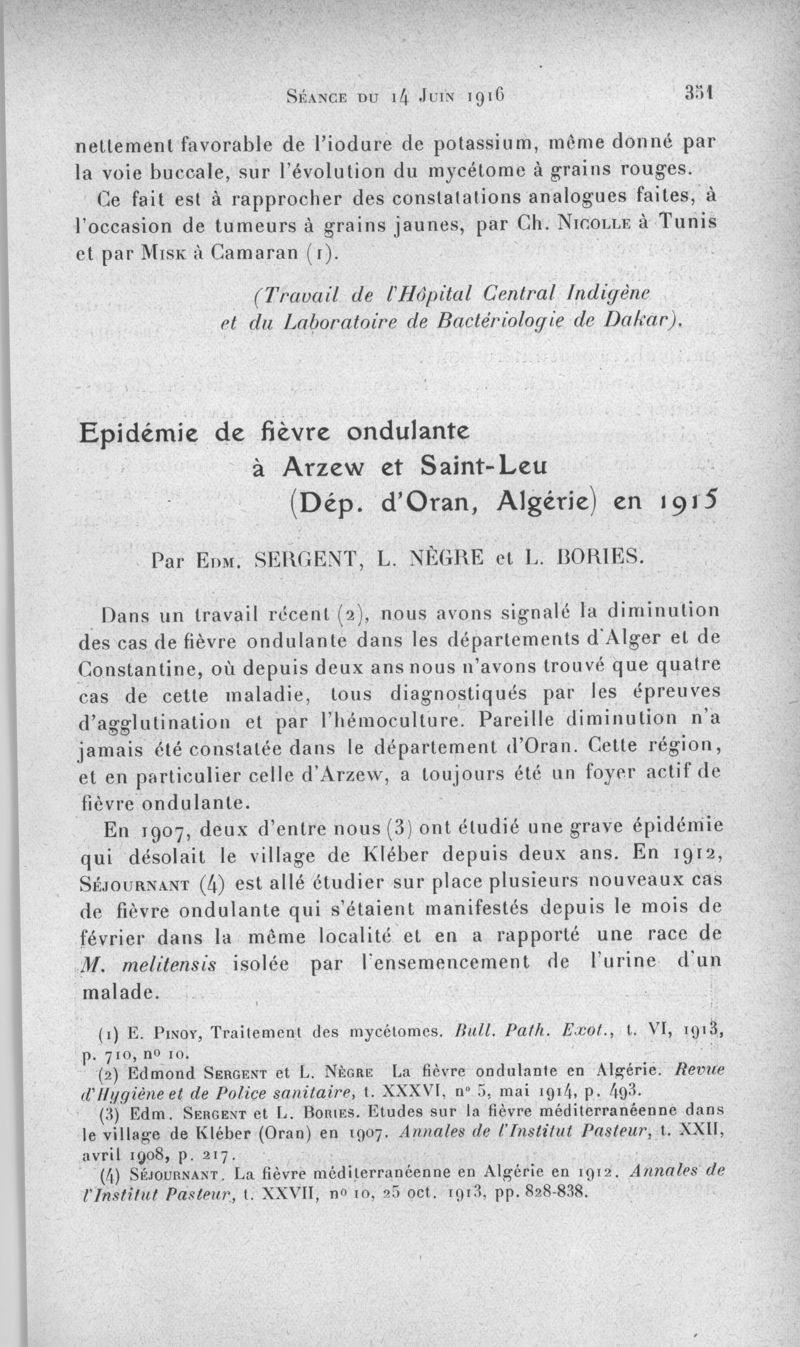 Séance du 14 Juin 1916 351
nettement favorable de l'iodure de potassium, même donné par
la voie buccale, sur l'évolution du mycétome à grains rouges.
Ce fait est à rapprocher des constatations analogues faites, à
l'occasion de tumeurs à grains jaunes, par Ch. Nicolle à Tunis
et par Misk à Camaran (1).
(Travail de l'Hôpital Central Indigène
et du Laboratoire de Bactériologie de Dakar).
Epidémie de fièvre ondulante
à Arzew et Saint-Leu
(Dép. d'Oran, Algérie) en 1915
Par Edm. SERGENT, L. NÈGRE et L. BORIES.
Dans un travail récent (2), nous avons signalé la diminution
des cas de fièvre ondulante dans les départements d'Alger et de
Constantine, où depuis deux ans nous n'avons trouvé que quatre
cas de cette maladie, tous diagnostiqués par les épreuves
d'agglutination et par l'hémoculture. Pareille diminution n'a
jamais été constatée dans le département d'Oran. Cette région,
et en particulier celle d'Arzew, a toujours été un foyer actif de
fièvre ondulante.
En 1907, deux d'entre nous (3) ont étudié une grave épidémie
qui désolait le village de Kléber depuis deux ans. En 1912,
Séjournant (4) est allé étudier sur place plusieurs nouveaux cas
de fièvre ondulante qui s'étaient manifestés depuis le mois de
février dans la même localité et en a rapporté une race de
M. melitensis isolée par l'ensemencement de l'urine d'un
malade.
(1) E. Pinoy, Traitement des mycétomes. Bull. Path. Exot., t. VI, 1913,
p. 710, nº 10.
(2) Edmond Sergent et L. Nègre La fièvre ondulante en Algérie. Revue
d'Hygiène et de Police sanitaire, t. XXXVI, nº 5, mai 1914, p. 493.
(3) Edm. Sergent et L. Bories. Etudes sur la fièvre méditerranéenne dans
le village de Kléber (Oran) en 1907. Annales de l'Institut Pasteur, t. XXII,
avril 1908, p. 217.
(4) Séjournant. La fièvre méditerranéenne en Algérie en 1912. Annales de
l'Institut Pasteur, t. XXVII, nº 10, 25 oct. 1913, pp. 828-838.